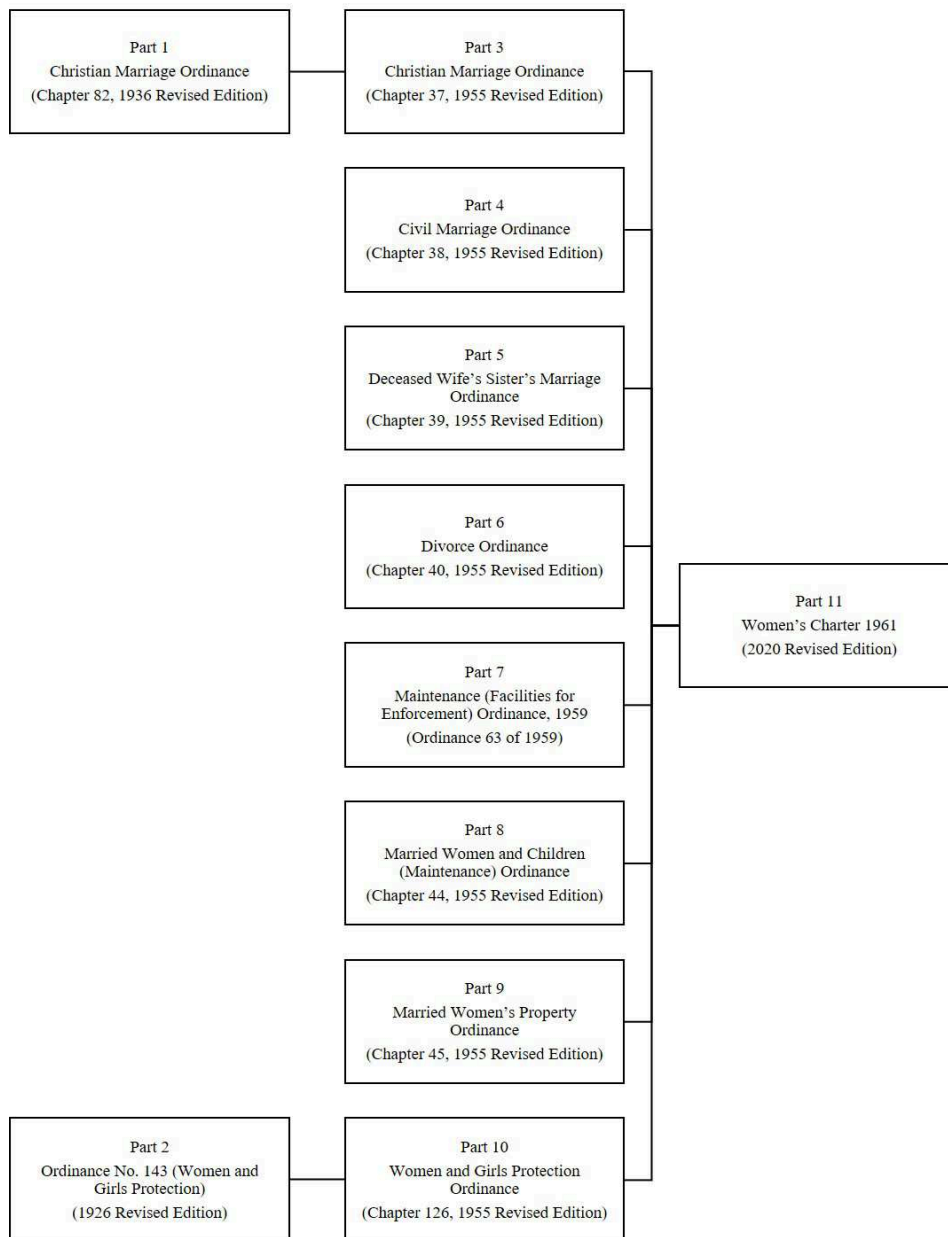 Part 1
Christian Marriage Ordinance
(Chapter 82, 1936 Revised Edition)
Part 3
Christian Marriage Ordinance
(Chapter 37, 1955 Revised Edition)
Part 4
Civil Marriage Ordinance
(Chapter 38, 1955 Revised Edition)
Part 5
Deceased Wife’s Sister’s Marriage
Ordinance
(Chapter 39, 1955 Revised Edition)
Part 6
Divorce Ordinance
(Chapter 40, 1955 Revised Edition)
Part 7
Maintenance (Facilities for
Enforcement) Ordinance, 1959
(Ordinance 63 of 1959)
Part 8
Married Women and Children
(Maintenance) Ordinance
(Chapter 44, 1955 Revised Edition)
Part 9
Married Women’s Property
Ordinance
(Chapter 45, 1955 Revised Edition)
Part 2
Ordinance No. 143 (Women and
Girls Protection)
(1926 Revised Edition)
Part 10
Women and Girls Protection
Ordinance
(Chapter 126, 1955 Revised Edition)
Part 11
Women’s Charter 1961
(2020 Revised Edition)